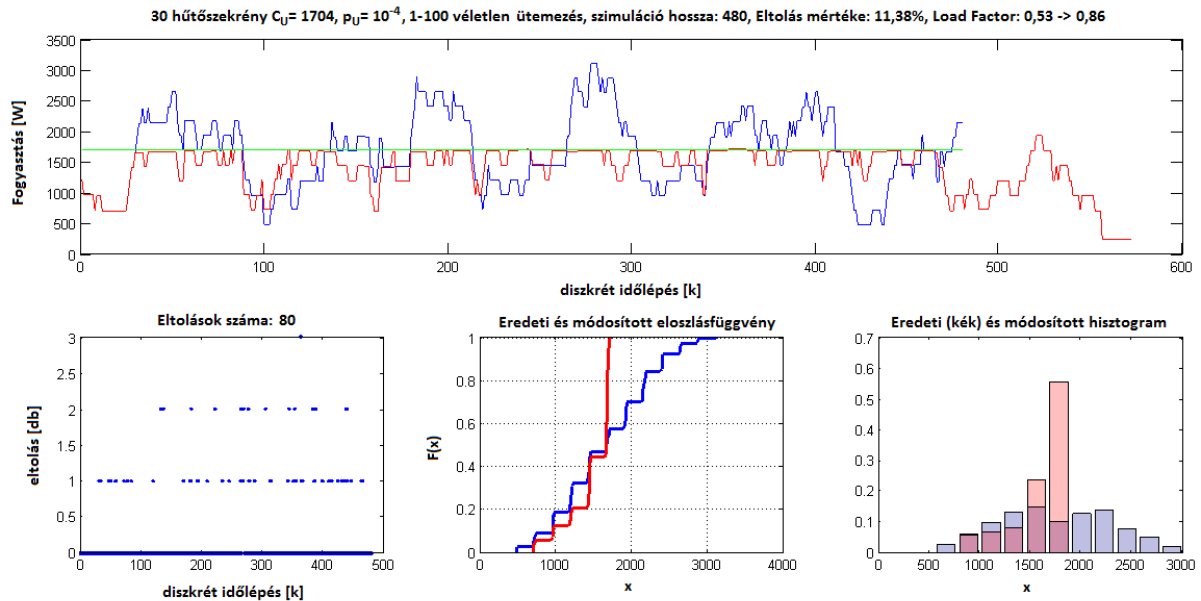 30 hűtőszekrény C_U= 1704, p_U= 10^-4, 1-100 véletlen ütemezés, szimuláció hossza: 480, Eltolás mértéke: 11,38%, Load Factor: 0,53 -> 0,86
Fogyasztás [W]
3500
3000
2500
2000
1500
1000
500
0
0 100 200 300 400 500 600
diszkrét időlépés [k]
Eltolások száma: 80
eltolás [db]
3
2.5
2
1.5
1
0.5
0
0 100 200 300 400 500
diszkrét időlépés [k]
Eredeti és módosított eloszlásfüggvény
F(x)
1
0.8
0.6
0.4
0.2
0
0 1000 2000 3000 4000
x
Eredeti (kék) és módosított hisztogram
0.7
0.6
0.5
0.4
0.3
0.2
0.1
0
0 500 1000 1500 2000 2500 3000
x